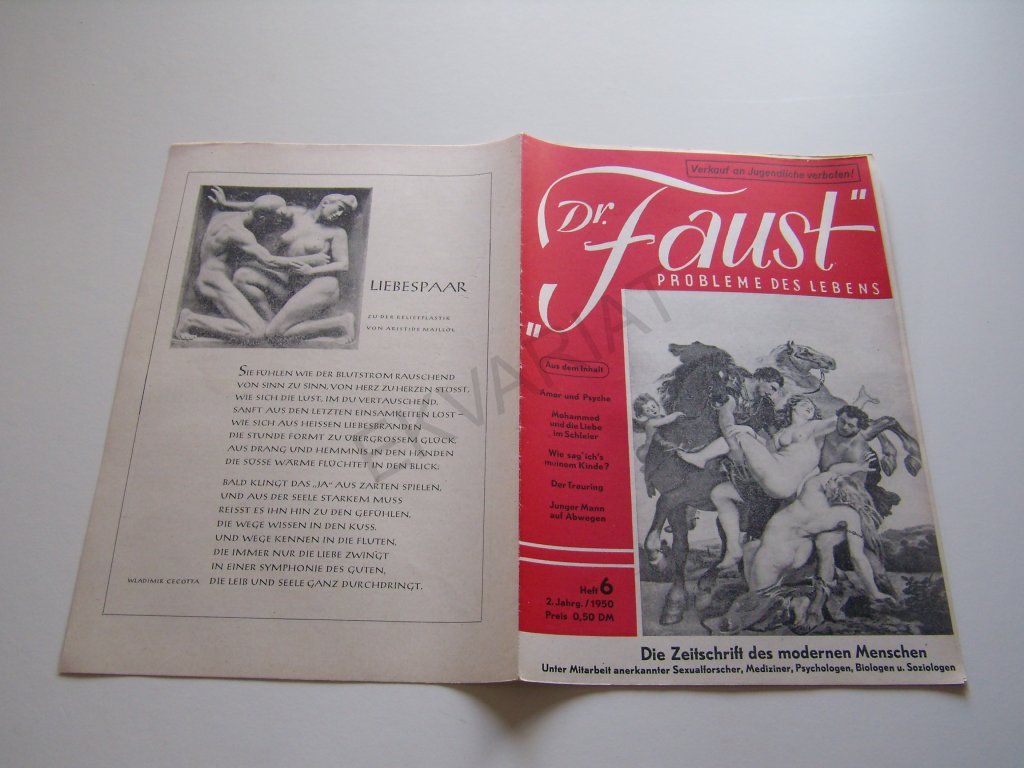 LIEBESPAAR
ZU DER RELIEFPLASTIK
VON ARISTIDE MAILLOL
SIE FÜHLEN WIE DER BLUTSTROM RAUSCHEND
VON SINN ZU SINN, VON HERZ ZU HERZEN STÖSST,
WIE SICH DIE LUST, IM DU VERTAUSCHEND,
SANFT AUS DEN LETZTEN EINSAMKEITEN LÖST –
WIE SICH AUS HEISSEN LIEBESBRÄNDEN
DIE STUNDE FORMT ZU ÜBERGROSSEM GLÜCK,
AUS DRANG UND HEMMNIS IN DEN HÄNDEN
DIE SÜSSE WÄRME FLÜCHTET IN DEN BLICK.
BALD KLINGT DAS „JA" AUS ZARTEN SPIELEN,
UND AUS DER SEELE STARKEM MUSS
REISST ES IHN HIN ZU DEN GEFÜHLEN,
DIE WEGE WISSEN IN DEN KUSS.
UND WEGE KENNEN IN DIE FLUTEN,
DIE IMMER NUR DIE LIEBE ZWINGT
IN EINER SYMPHONIE DES GUTEN,
DIE LEIB UND SEELE GANZ DURCHDRINGT.
WLADIMIR CECOTTA
Verkauf an Jugendliche verboten!
„Dr. Faust"
PROBLEME DES LEBENS
Aus dem Inhalt
Amor und Psyche
Mohammed
und die Liebe
im Schleier
Wie sag' ich's
meinem Kinde?
Der Trauring
Junger Mann
auf Abwegen
Heft 6
2. Jahrg. / 1950
Preis 0,50 DM
Die Zeitschrift des modernen Menschen
Unter Mitarbeit anerkannter Sexualforscher, Mediziner, Psychologen, Biologen u. Soziologen